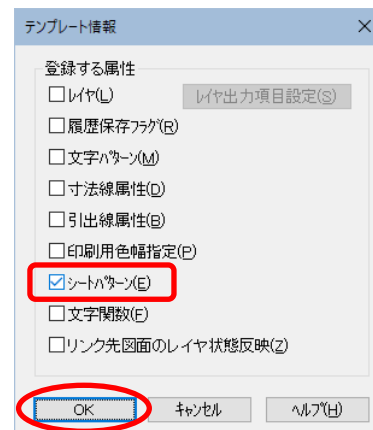 テンプレート情報
登録する属性
レイヤ(L) レイヤ出力項目設定(S)
履歴保存フラグ(R)
文字パターン(M)
寸法線属性(D)
引出線属性(B)
印刷用色幅指定(P)
シートパターン(E)
文字関数(F)
リンク先図面のレイヤ状態反映(Z)
OK キャンセル ヘルプ(H)